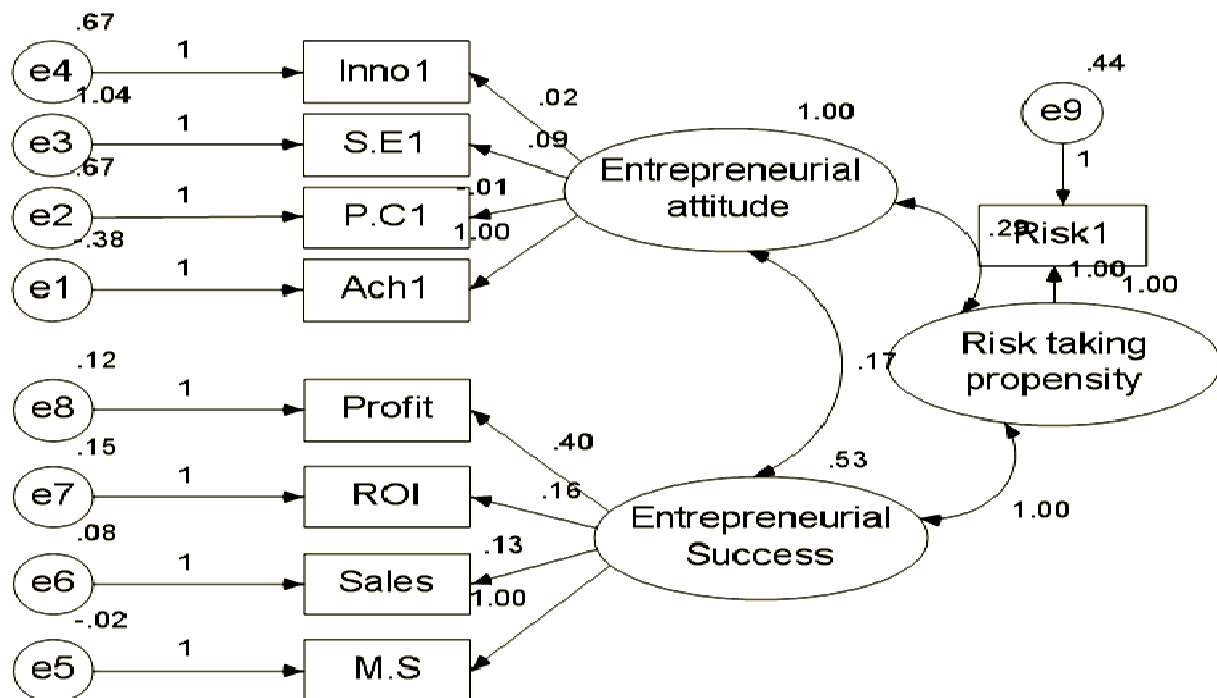 .67
e4
1
Inno1
.02
1.04
e3
1
S.E1
.09
.67
e2
1
P.C1
-.01
-.38
e1
1
Ach1
1.00
1.00
Entrepreneurial
attitude
.44
e9
1
Risk1
1.00
1.00
Risk taking
propensity
.17
.12
e8
1
Profit
.40
.15
e7
1
ROI
.16
.08
e6
1
Sales
.13
-.02
e5
1
M.S
1.00
.53
Entrepreneurial
Success
1.00